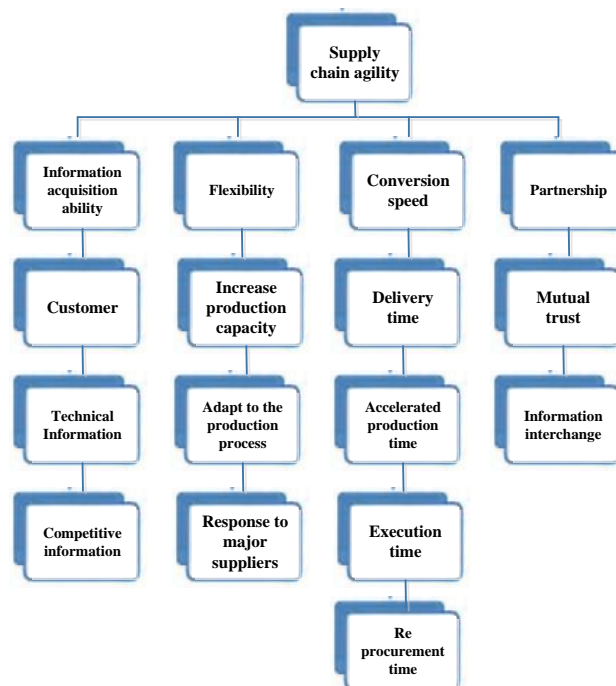 Supply
chain agility
Information
acquisition
ability
Flexibility
Conversion
speed
Partnership
Customer
Increase
production
capacity
Delivery
time
Mutual
trust
Technical
Information
Adapt to the
production
process
Accelerated
production
time
Information
interchange
Competitive
information
Response to
major
suppliers
Execution
time
Re
procurement
time